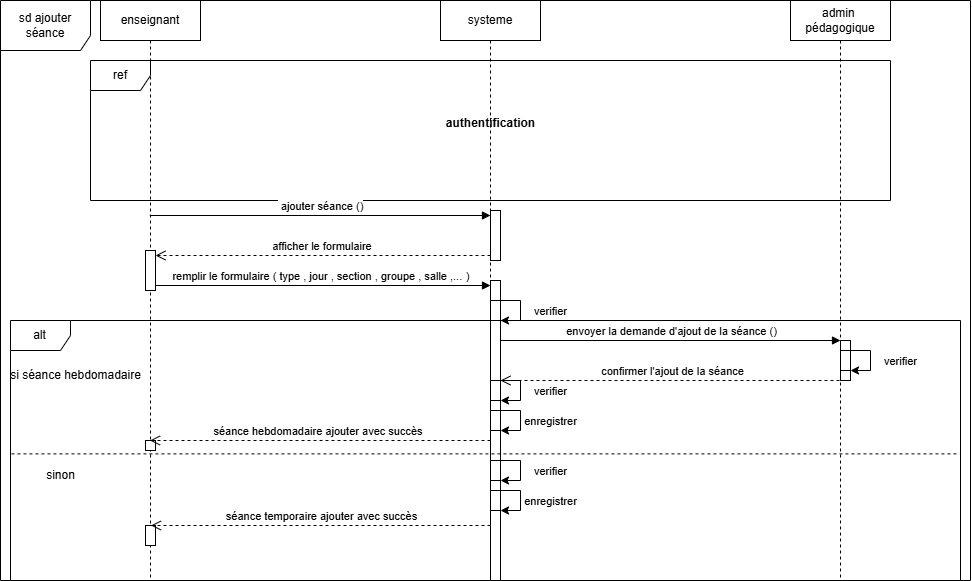 sd ajouter
séance
enseignant
systeme
admin
pédagogique
ref
authentification
ajouter séance ()
afficher le formulaire
remplir le formulaire ( type , jour , section , groupe , salle ,... )
verifier
alt
envoyer la demande d'ajout de la séance ()
verifier
si séance hebdomadaire
confirmer l'ajout de la séance
verifier
enregistrer
séance hebdomadaire ajouter avec succès
sinon
verifier
enregistrer
séance temporaire ajouter avec succès